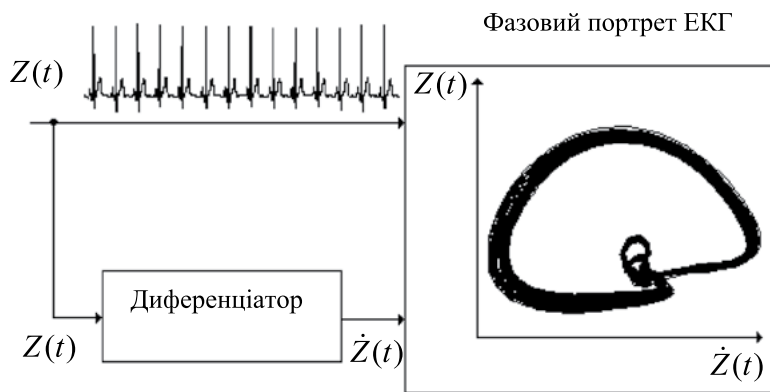 Фазовий портрет ЕКГ
Z(t)
Z(t)
Диференціатор
Z(t)
Ż(t)
Ż(t)